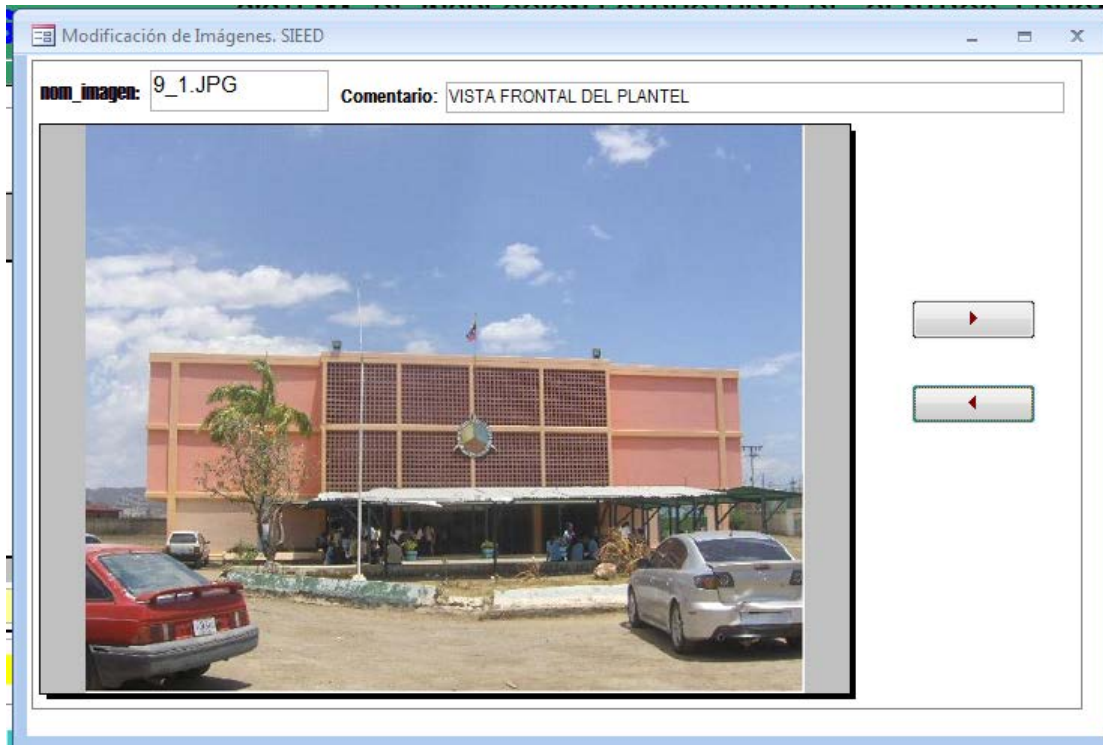 Modificación de Imágenes. SIEED
nom_imagen: 9_1.JPG
Comentario: VISTA FRONTAL DEL PLANTEL